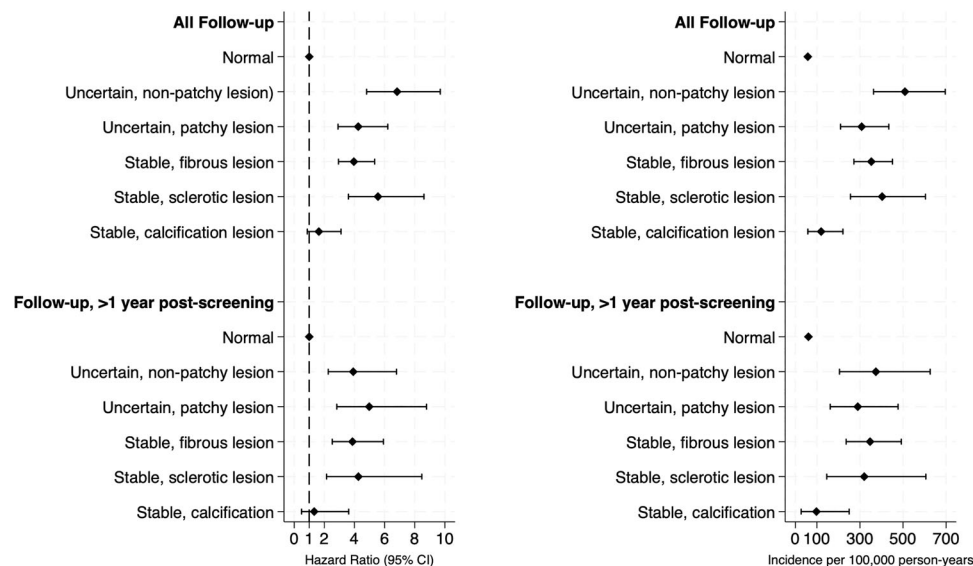 All Follow-up
Normal
Uncertain, non-patchy lesion)
Uncertain, patchy lesion
Stable, fibrous lesion
Stable, sclerotic lesion
Stable, calcification lesion
Follow-up, >1 year post-screening
Normal
Uncertain, non-patchy lesion
Uncertain, patchy lesion
Stable, fibrous lesion
Stable, sclerotic lesion
Stable, calcification
0 1 2 4 6 8 10
Hazard Ratio (95% CI)
All Follow-up
Normal
Uncertain, non-patchy lesion
Uncertain, patchy lesion
Stable, fibrous lesion
Stable, sclerotic lesion
Stable, calcification lesion
Follow-up, >1 year post-screening
Normal
Uncertain, non-patchy lesion
Uncertain, patchy lesion
Stable, fibrous lesion
Stable, sclerotic lesion
Stable, calcification
0 100 300 500 700
Incidence per 100,000 person-years